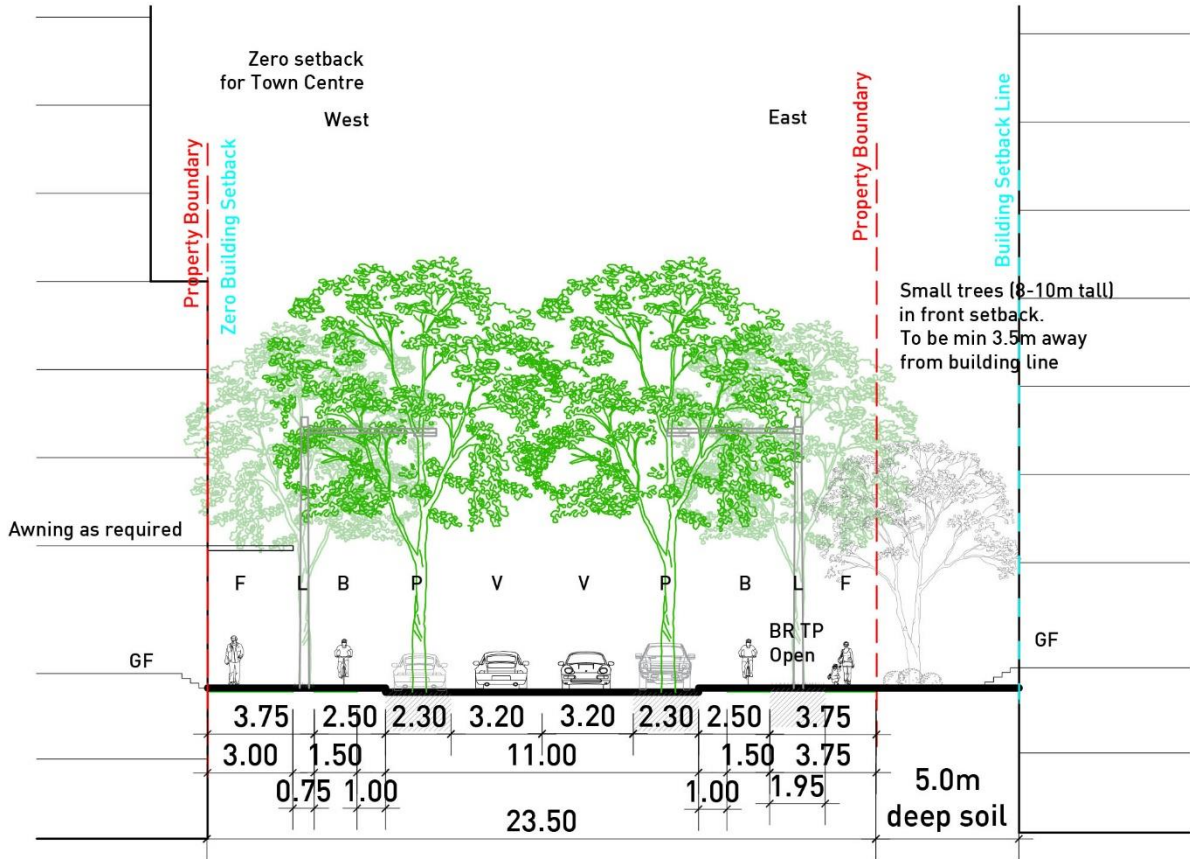 Zero setback
for Town Centre
West
East
Property Boundary
Zero Building Setback
Property Boundary
Building Setback Line
Small trees (8-10m tall)
in front setback.
To be min 3.5m away
from building line
Awning as required
F L B P V V P B L F
BR TP
Open
GF
GF
3.75 2.50 2.30 3.20 3.20 2.30 2.50 3.75
3.00 1.50 11.00 1.50 3.75
0.75 1.00 1.00 1.95
23.50
5.0m
deep soil